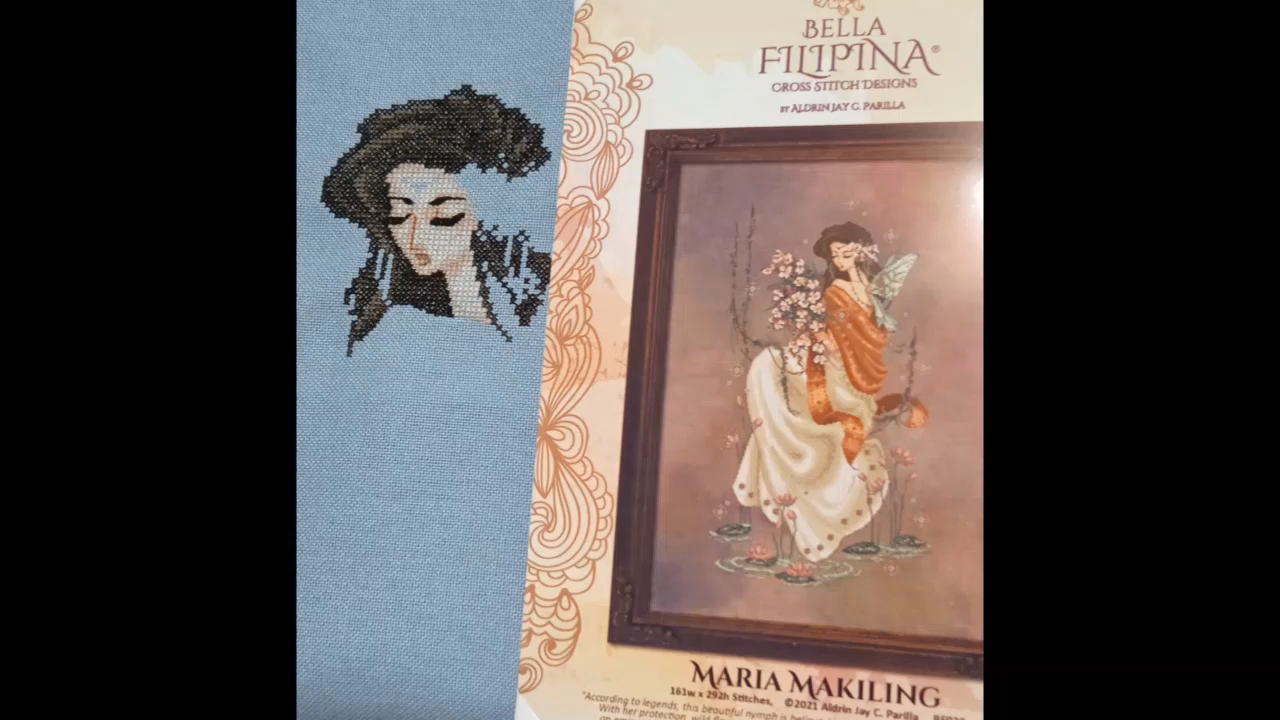 BELLA
FILIPINA®
CROSS STITCH DESIGNS
BY ALDRIN JAY C. PARILLA
MARIA MAKILING
161w x 292h Stitches, ©2021 Aldrin Jay C. Parilla
"According to legends, this beautiful nymph is
With her protection, wild